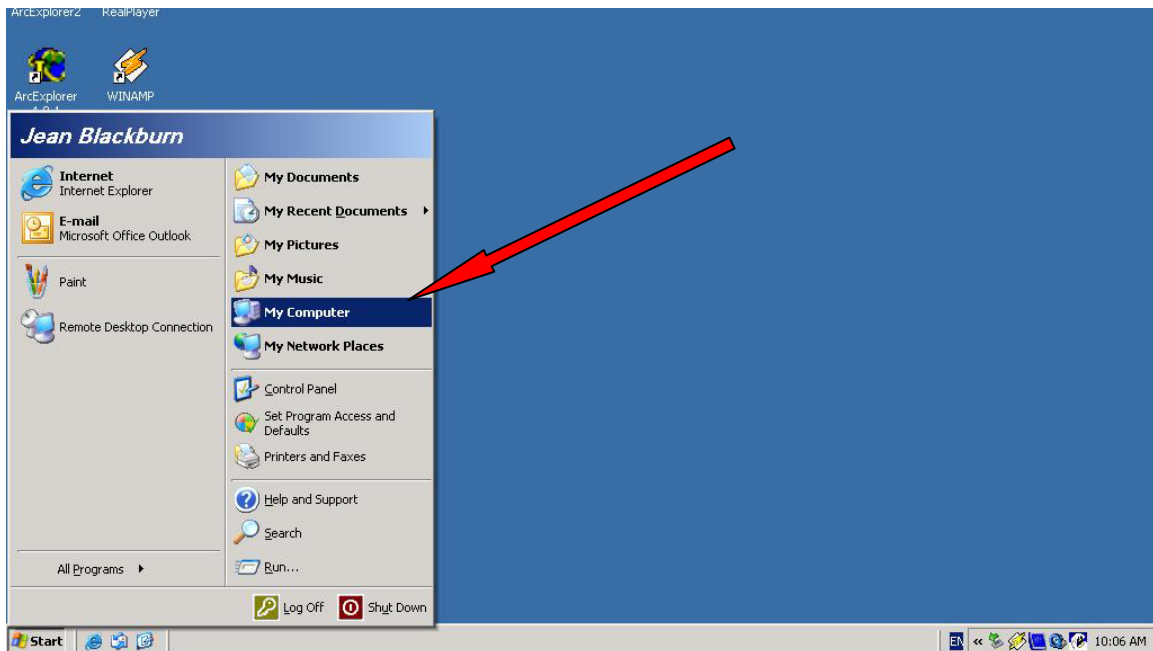 ArcExplorer2 RealPlayer
ArcExplorer WINAMP
Jean Blackburn
Internet
Internet Explorer
E-mail
Microsoft Office Outlook
Paint
Remote Desktop Connection
All Programs
My Documents
My Recent Documents
My Pictures
My Music
My Computer
My Network Places
Control Panel
Set Program Access and
Defaults
Printers and Faxes
Help and Support
Search
Run...
Log Off Shut Down
Start EN « 10:06 AM